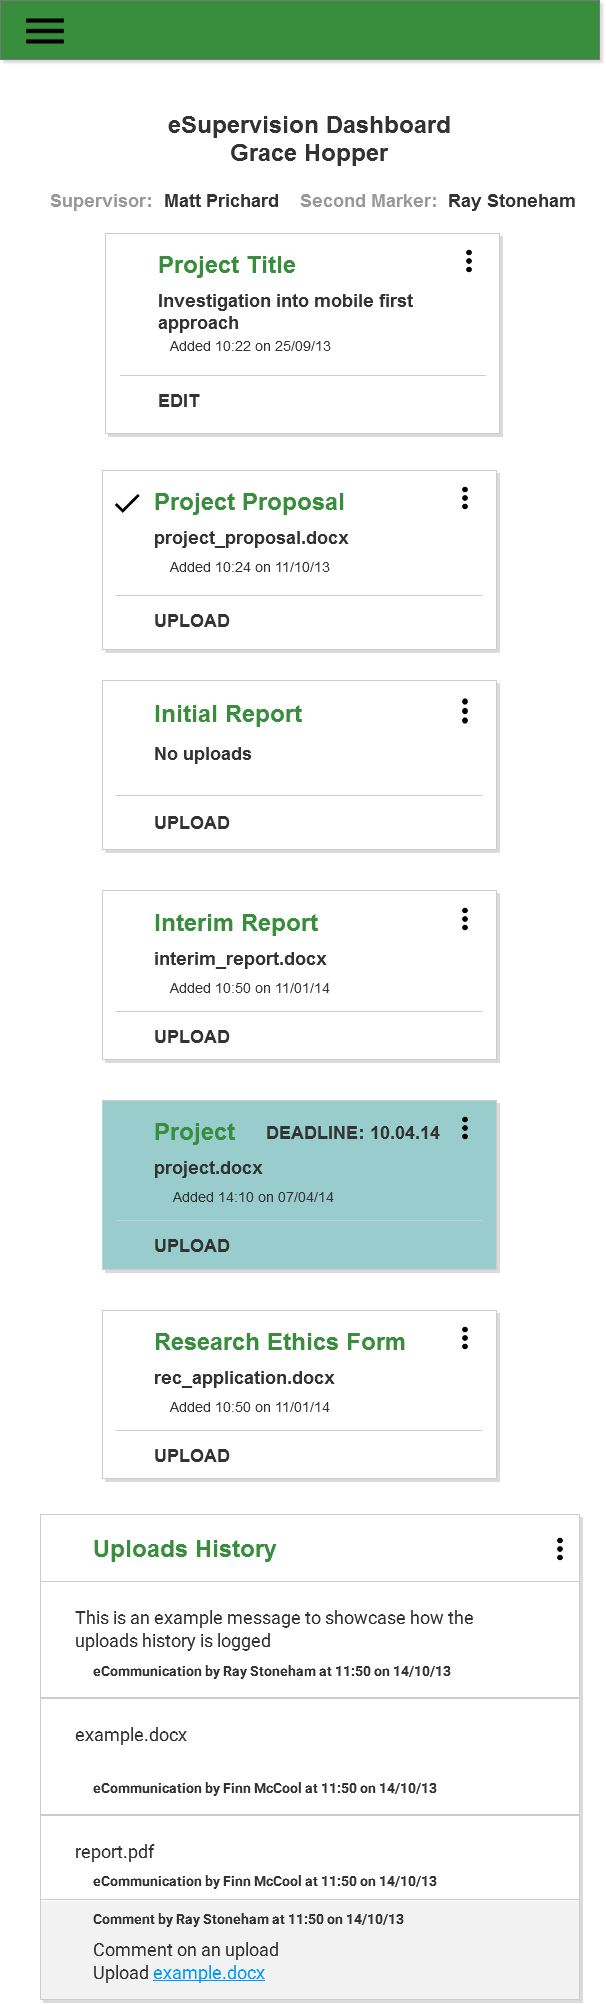 eSupervision Dashboard
Grace Hopper
Supervisor: Matt Prichard Second Marker: Ray Stoneham
Project Title
Investigation into mobile first
approach
Added 10:22 on 25/09/13
EDIT
Project Proposal
project_proposal.docx
Added 10:24 on 11/10/13
UPLOAD
Initial Report
No uploads
UPLOAD
Interim Report
interim_report.docx
Added 10:50 on 11/01/14
UPLOAD
Project DEADLINE: 10.04.14
project.docx
Added 14:10 on 07/04/14
UPLOAD
Research Ethics Form
rec_application.docx
Added 10:50 on 11/01/14
UPLOAD
Uploads History
This is an example message to showcase how the
uploads history is logged
eCommunication by Ray Stoneham at 11:50 on 14/10/13
example.docx
eCommunication by Finn McCool at 11:50 on 14/10/13
report.pdf
eCommunication by Finn McCool at 11:50 on 14/10/13
Comment by Ray Stoneham at 11:50 on 14/10/13
Comment on an upload
Upload example.docx